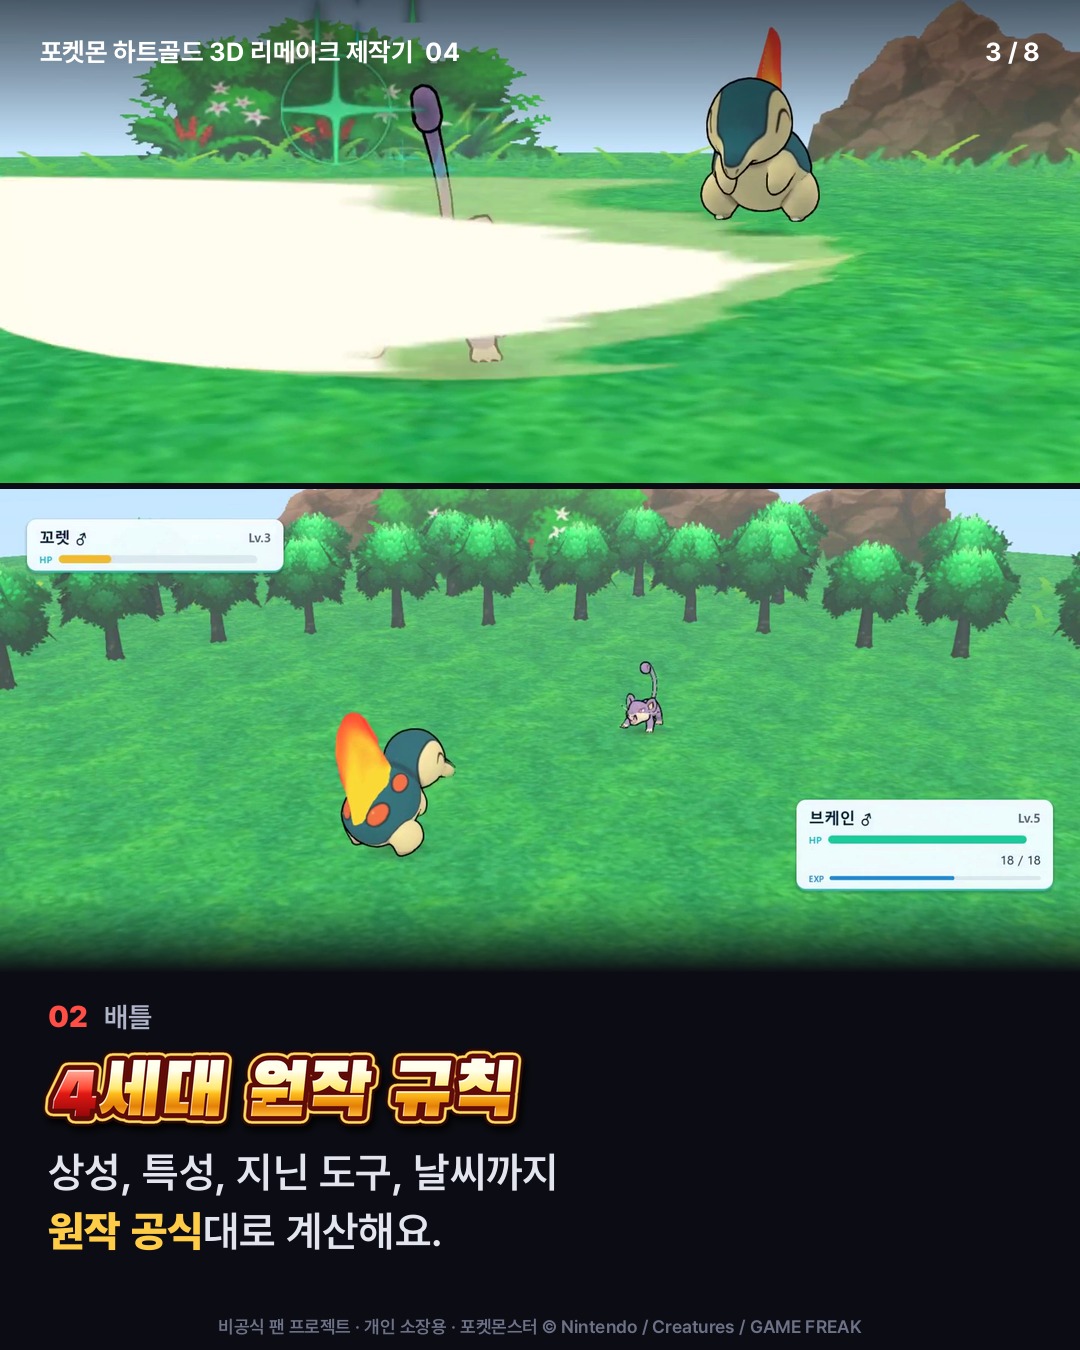 포켓몬 하트골드 3D 리메이크 제작기 04
3 / 8
꼬렛 ♂ Lv.3
HP
브케인 ♂ Lv.5
HP
18 / 18
EXP
02 배틀
4세대 원작 규칙
상성, 특성, 지닌 도구, 날씨까지
원작 공식대로 계산해요.
비공식 팬 프로젝트 · 개인 소장용 · 포켓몬스터 © Nintendo / Creatures / GAME FREAK